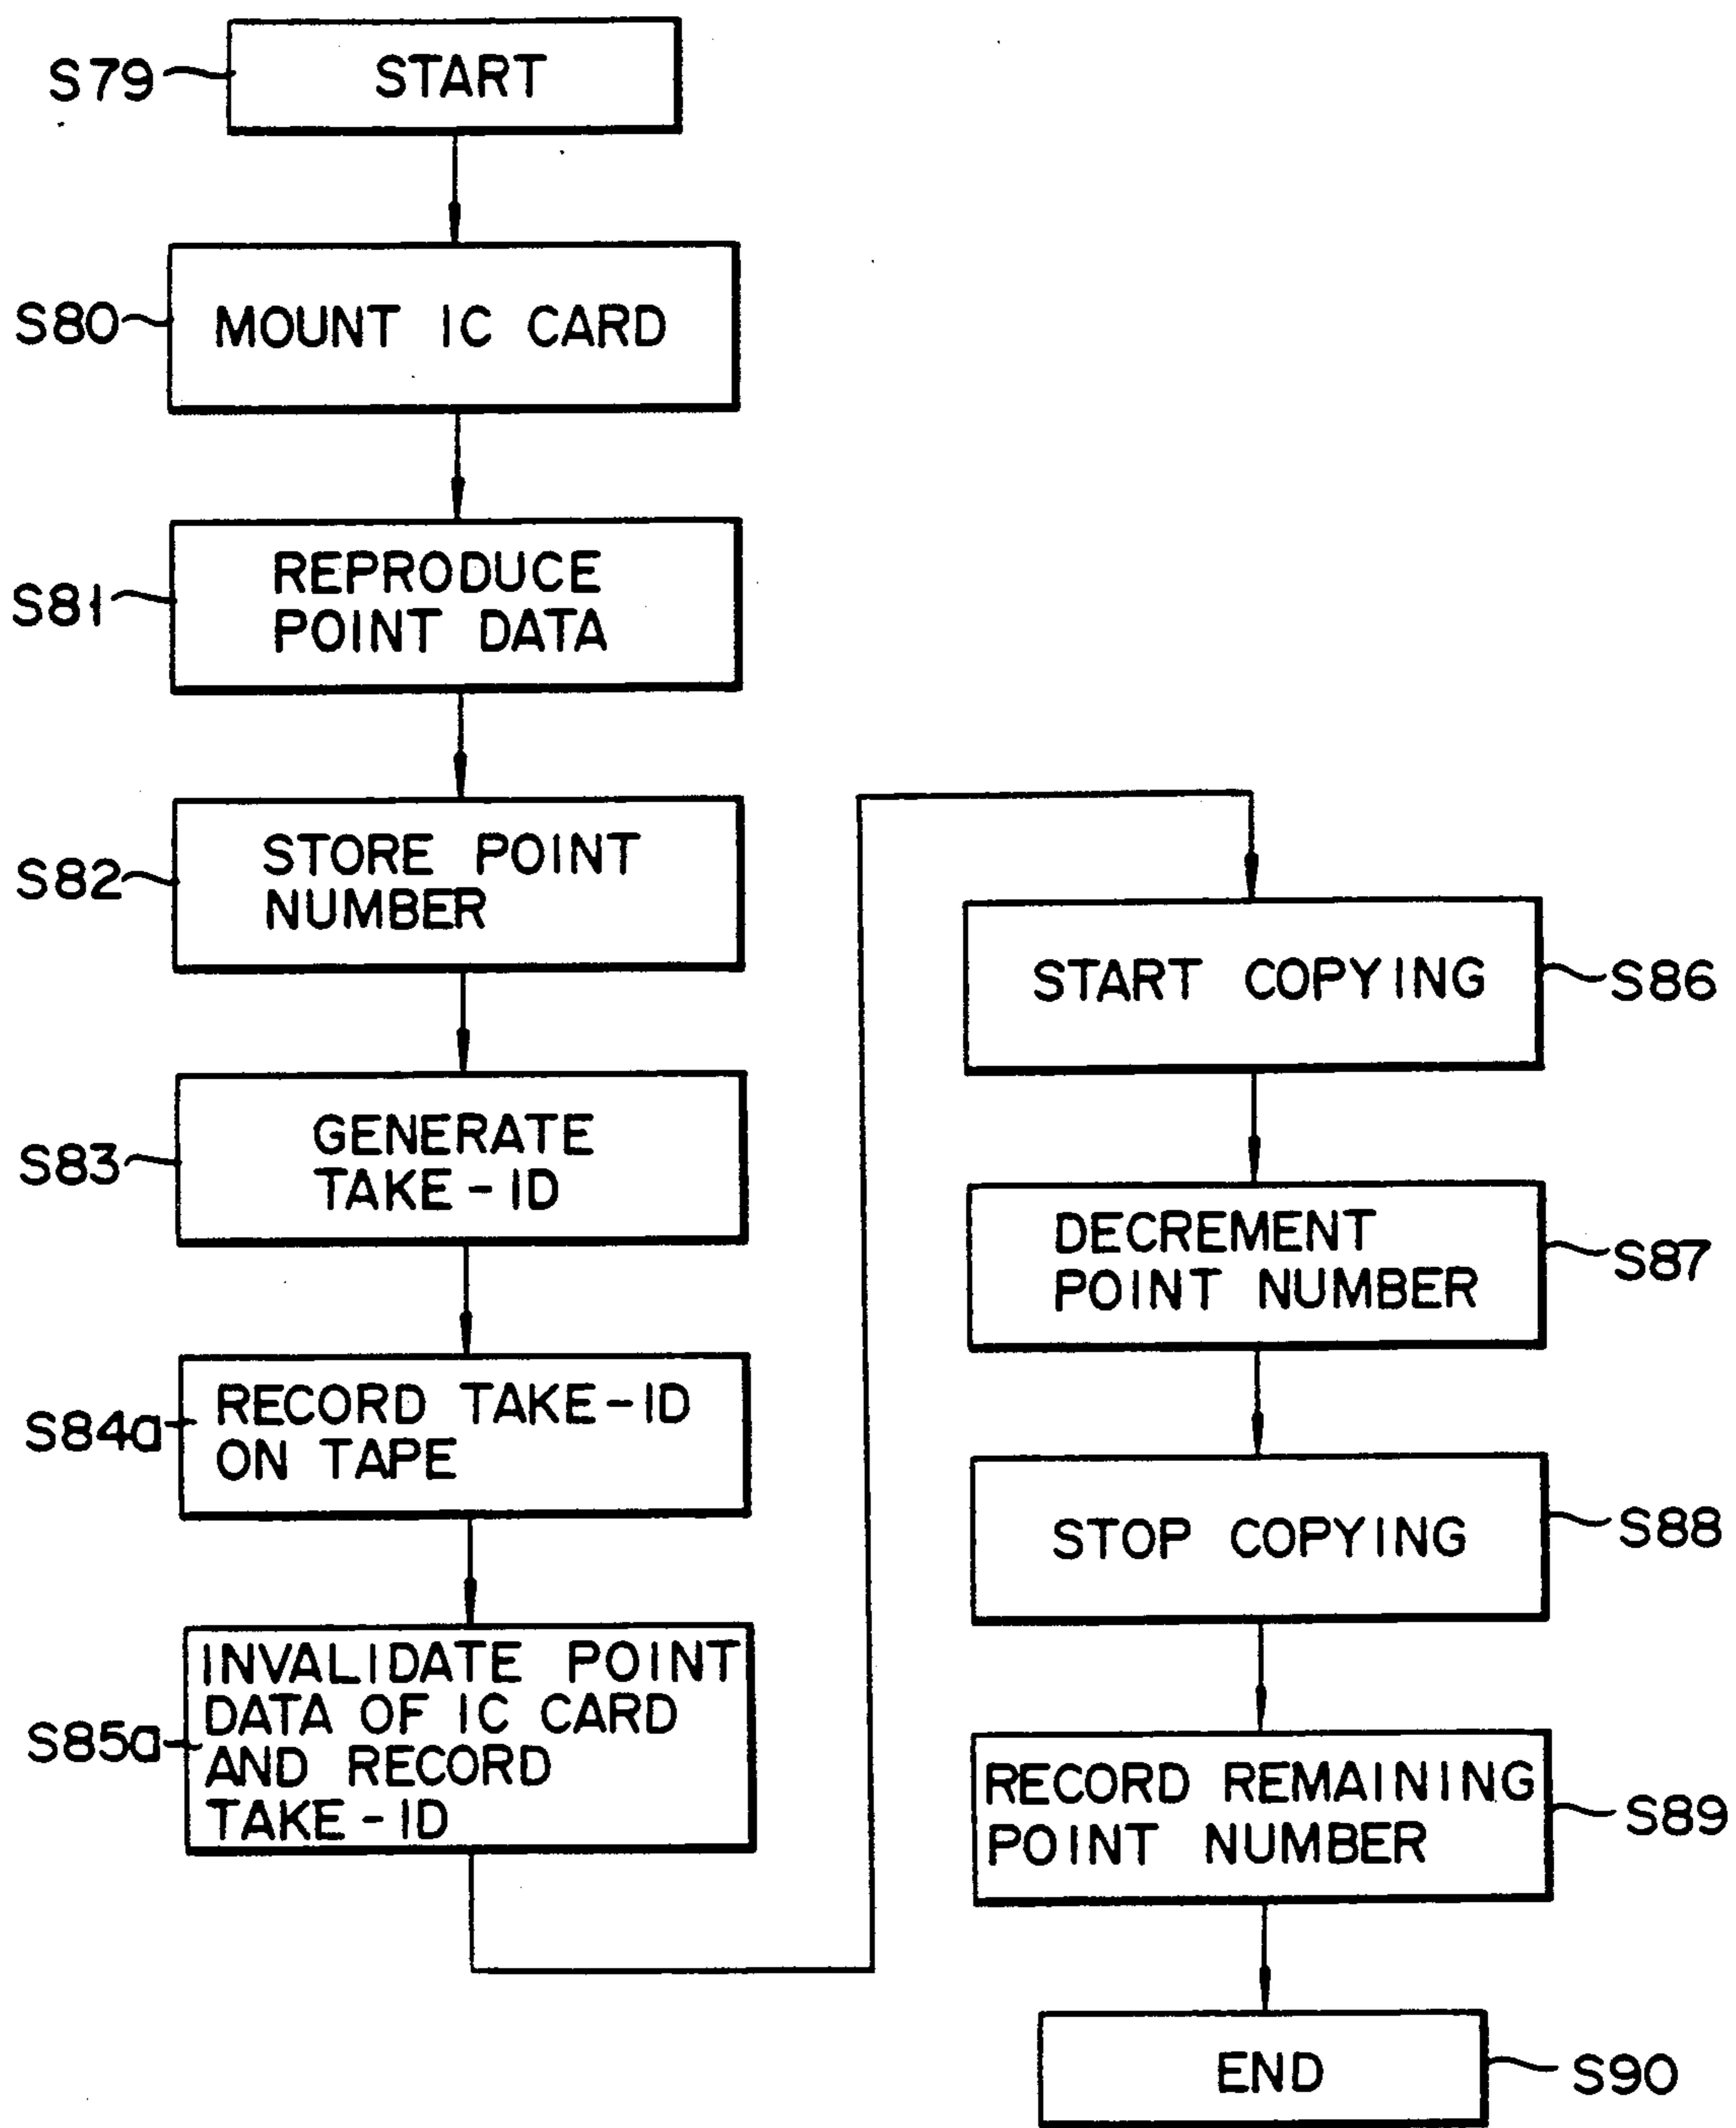 S79
START
S80
MOUNT IC CARD
S81
REPRODUCE
POINT DATA
S82
STORE POINT
NUMBER
S83
GENERATE
TAKE-ID
S84a
RECORD TAKE-ID
ON TAPE
S85a
INVALIDATE POINT
DATA OF IC CARD
AND RECORD
TAKE-ID
START COPYING
S86
DECREMENT
POINT NUMBER
S87
STOP COPYING
S88
RECORD REMAINING
POINT NUMBER
S89
END
S90